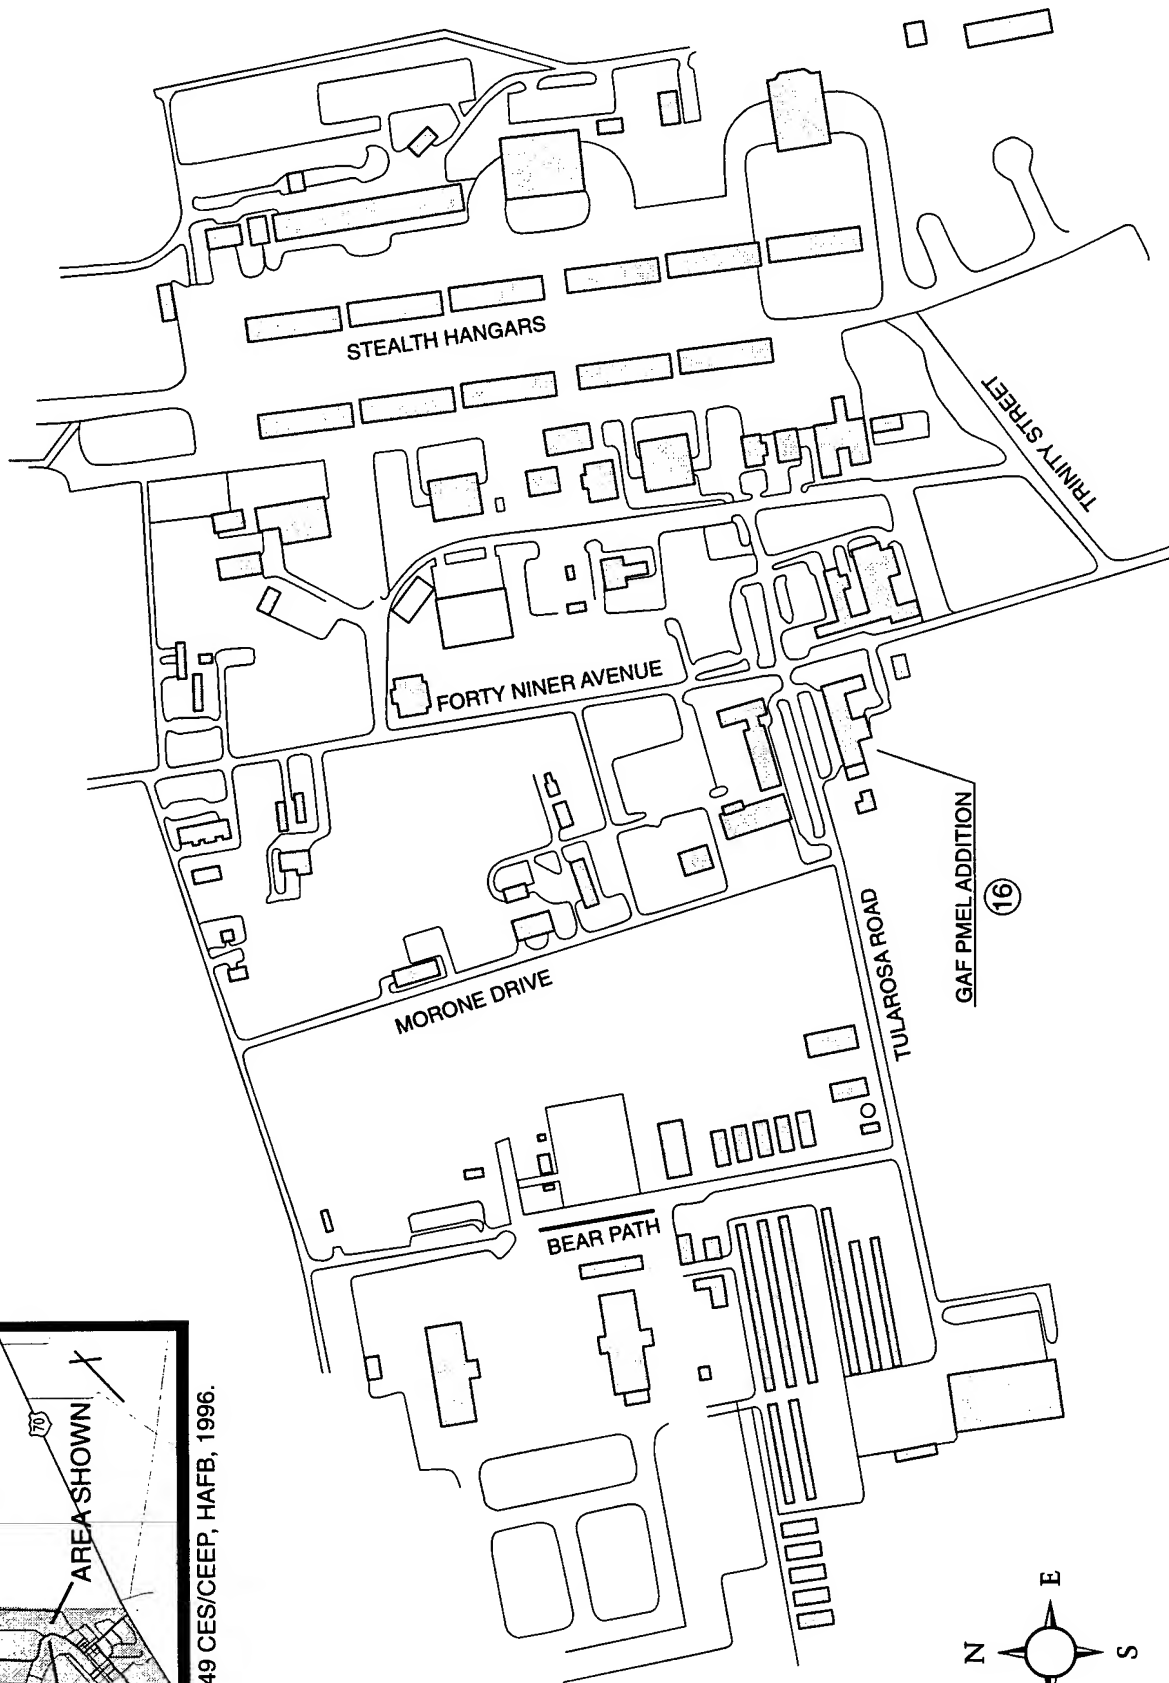 STEALTH HANGARS
TRINITY STREET
FORTY NINER AVENUE
MORONE DRIVE
TULAROSA ROAD
GAF PMEL ADDITION
16
BEAR PATH
70
AREA SHOWN
49 CES/CEEP, HAFB, 1996.
N
E
S